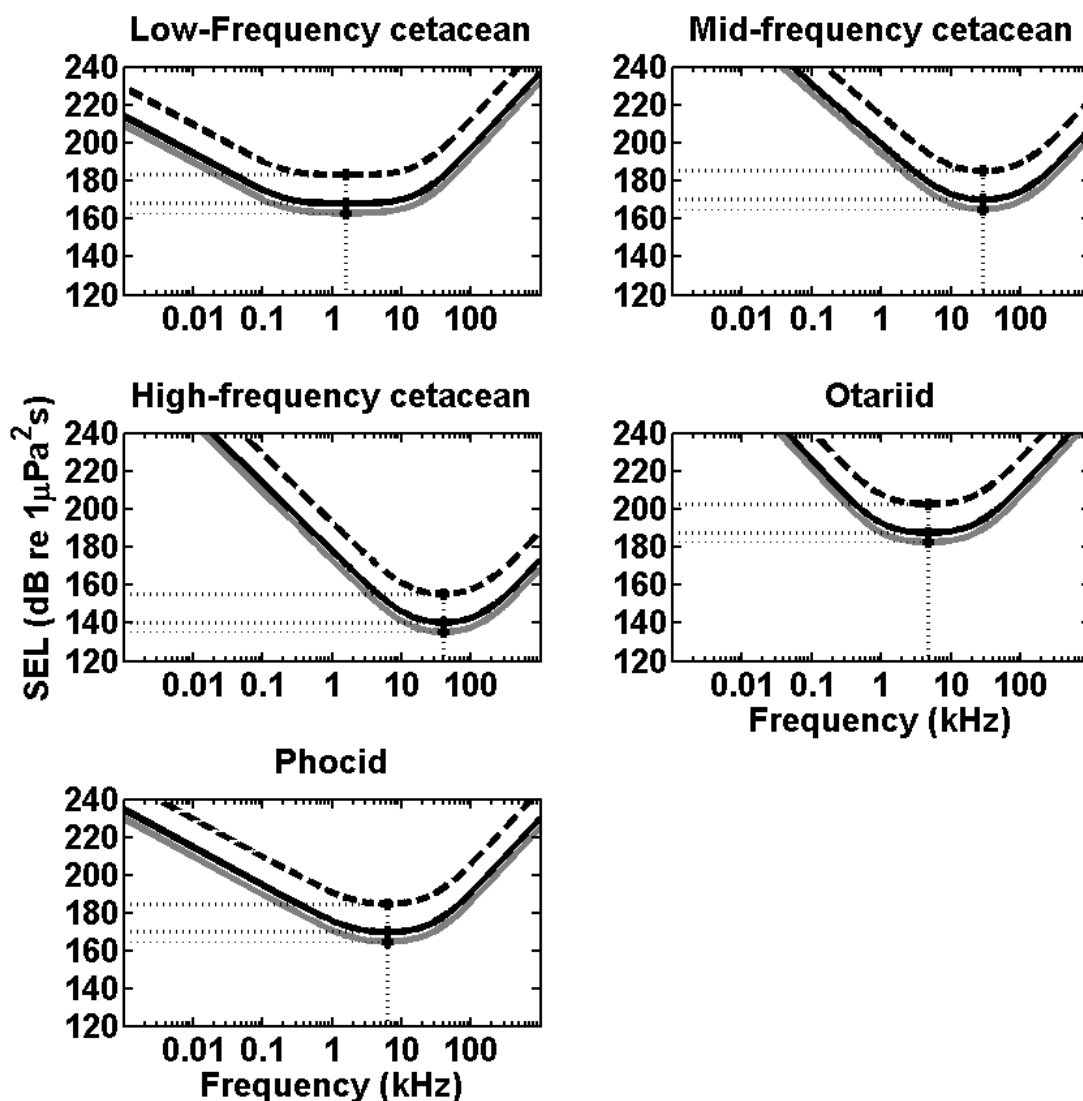 Low-Frequency cetacean
Mid-frequency cetacean
240
220
200
180
160
140
120
0.01 0.1 1 10 100
240
220
200
180
160
140
120
0.01 0.1 1 10 100
High-frequency cetacean
Otariid
SEL (dB re 1μPa²s)
240
220
200
180
160
140
120
0.01 0.1 1 10 100
240
220
200
180
160
140
120
0.01 0.1 1 10 100
Frequency (kHz)
Phocid
240
220
200
180
160
140
120
0.01 0.1 1 10 100
Frequency (kHz)